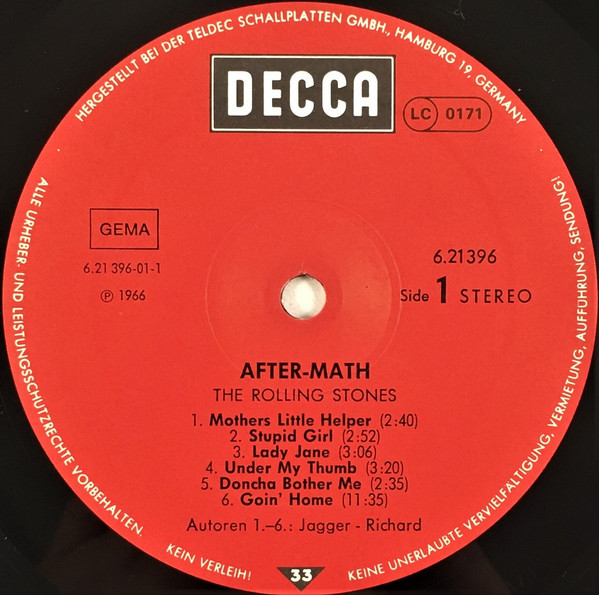 HERGESTELLT BEI DER TELDEC SCHALLPLATTEN GMBH., HAMBURG 19, GERMANY
DECCA
LC 0171
GEMA
6.21 396-01-1
Ⓟ 1966
6.21396
Side 1 STEREO
AFTER-MATH
THE ROLLING STONES
1. Mothers Little Helper (2:40)
2. Stupid Girl (2:52)
3. Lady Jane (3:06)
4. Under My Thumb (3:20)
5. Doncha Bother Me (2:35)
6. Goin' Home (11:35)
Autoren 1.–6.: Jagger - Richard
ALLE URHEBER- UND LEISTUNGSSCHUTZRECHTE VORBEHALTEN.
KEIN VERLEIH!
33
KEINE UNERLAUBTE VERVIELFÄLTIGUNG, VERMIETUNG, AUFFÜHRUNG, SENDUNG!